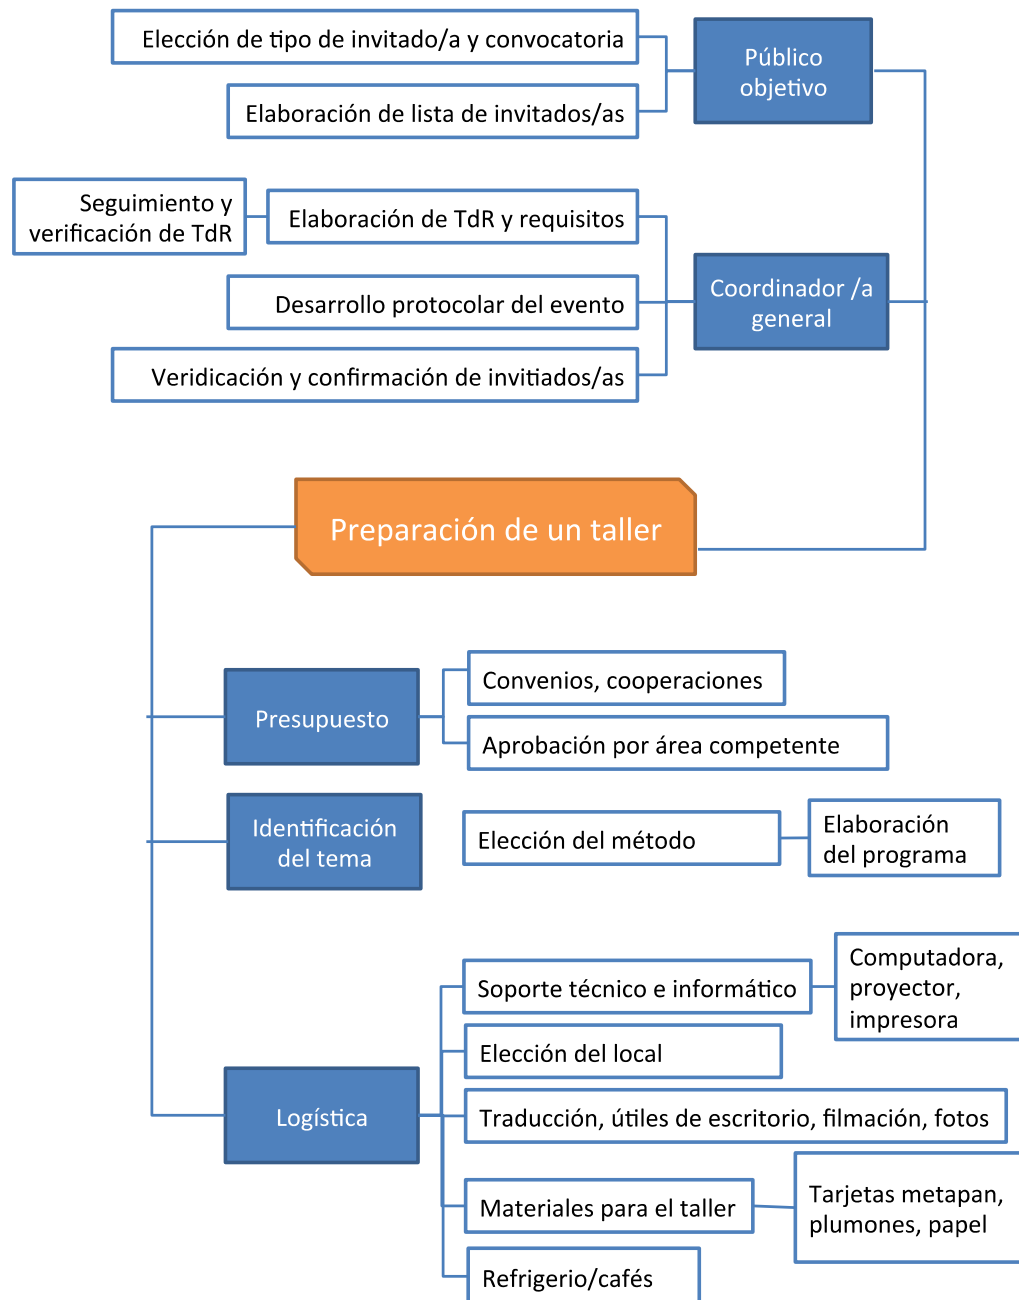 Elección de tipo de invitado/a y convocatoria
Elaboración de lista de invitados/as
Público
objetivo
Seguimiento y
verificación de TdR
Elaboración de TdR y requisitos
Desarrollo protocolar del evento
Veridicación y confirmación de invitiados/as
Coordinador /a
general
Preparación de un taller
Presupuesto
Convenios, cooperaciones
Aprobación por área competente
Identificación
del tema
Elección del método
Elaboración
del programa
Logística
Soporte técnico e informático
Computadora,
proyector,
impresora
Elección del local
Traducción, útiles de escritorio, filmación, fotos
Materiales para el taller
Tarjetas metapan,
plumones, papel
Refrigerio/cafés